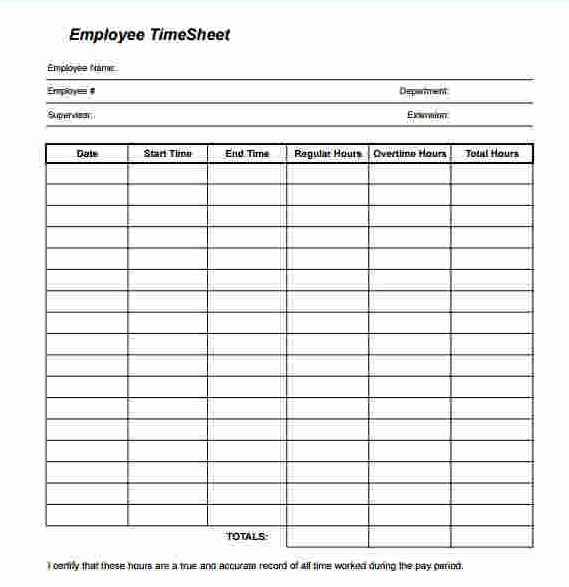 Employee TimeSheet
Employee Name:
Employee # Department:
Supervisor: Extension:
Date Start Time End Time Regular Hours Overtime Hours Total Hours
TOTALS:
I certify that these hours are a true and accurate record of all time worked during the pay period.